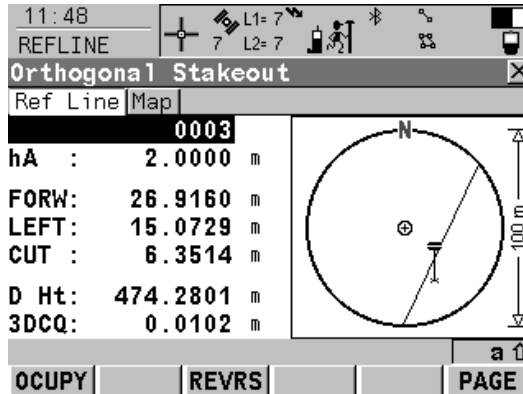 11:48
REFLINE
7
L1= 7
L2= 7
Orthogonal Stakeout
Ref Line Map
0003
hA : 2.0000 m
FORW: 26.9160 m
LEFT: 15.0729 m
CUT : 6.3514 m
D Ht: 474.2801 m
3DCQ: 0.0102 m
N
100 m
a
OCUPY REVRS PAGE